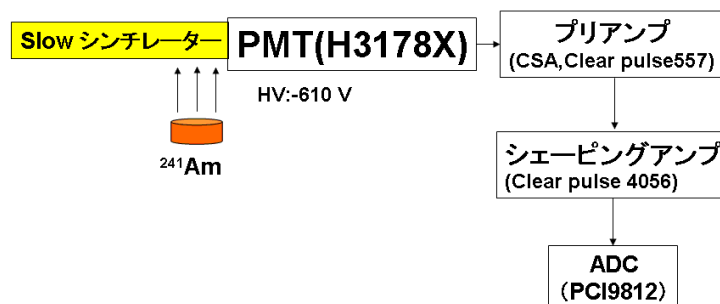 Slow シンチレーター
PMT(H3178X)
プリアンプ
(CSA,Clear pulse557)
HV:-610 V
241Am
シェーピングアンプ
(Clear pulse 4056)
ADC
(PCI9812)